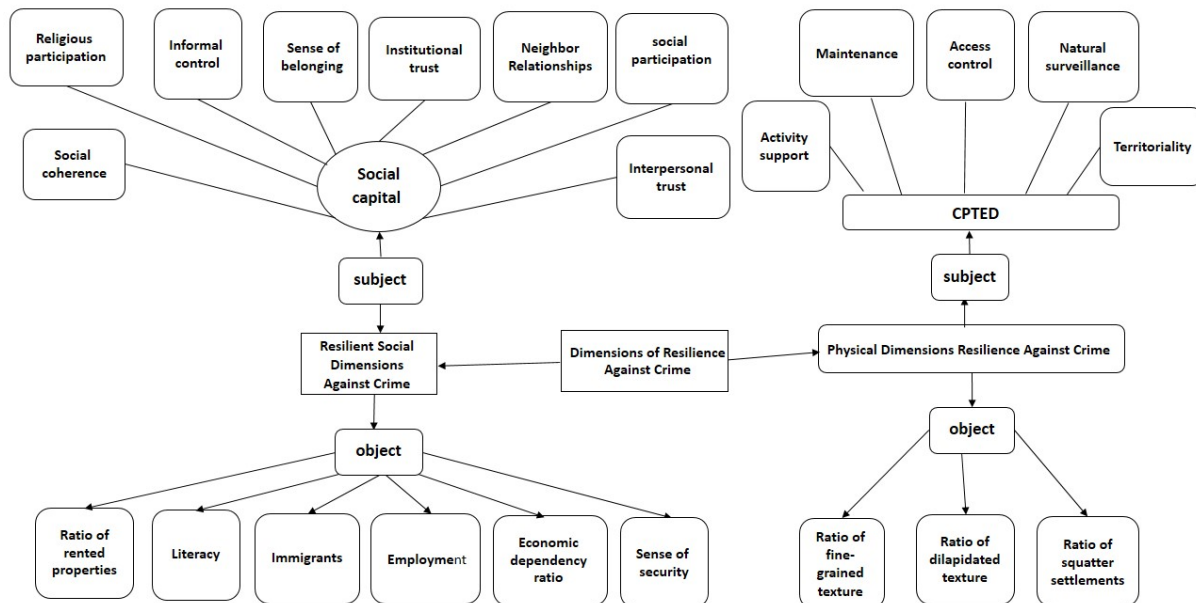 Religious
participation
Informal
control
Sense of
belonging
Institutional
trust
Neighbor
Relationships
social
participation
Maintenance
Access
control
Natural
surveillance
Social
coherence
Social
capital
Interpersonal
trust
Activity
support
Territoriality
CPTED
subject
subject
Resilient Social
Dimensions
Against Crime
Dimensions of Resilience
Against Crime
Physical Dimensions Resilience Against Crime
object
object
Ratio of
rented
properties
Literacy
Immigrants
Employment
Economic
dependency
ratio
Sense of
security
Ratio of
fine-
grained
texture
Ratio of
dilapidated
texture
Ratio of
squatter
settlements